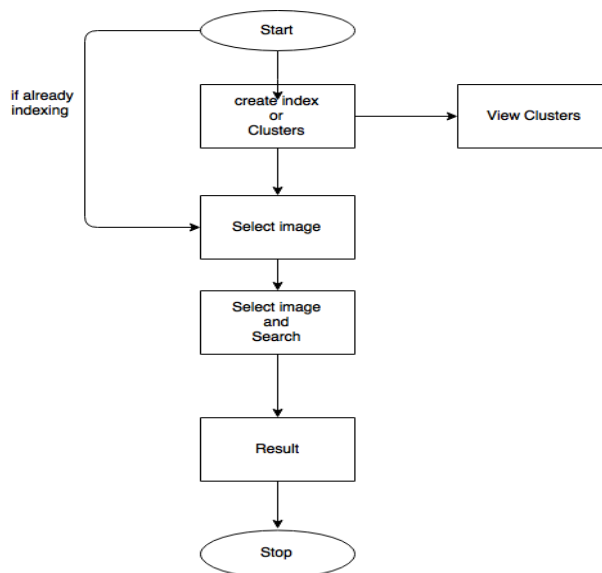 Start
if already
indexing
create index
or
Clusters
View Clusters
Select image
Select image
and
Search
Result
Stop